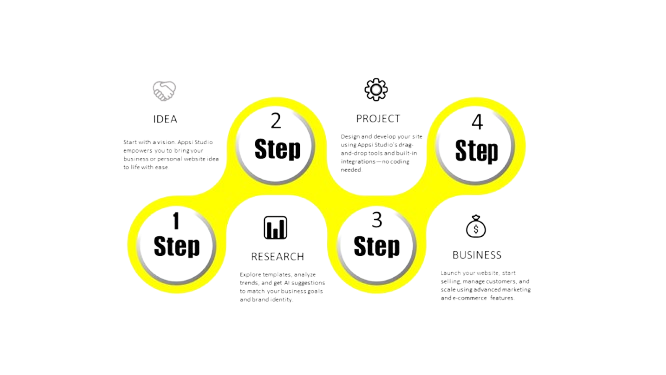 IDEA
Start with a vision. Appsi Studio
empowers you to bring your
business or personal website idea
to life with ease
1
Step
2
Step
RESEARCH
Explore templates, analyze
trends, and get AI suggestions
to match your business goals
and brand identity.
PROJECT
Design and develop your site
using Appsi Studio's drag-
and-drop tools and built-in
integrations—no coding
needed
3
Step
4
Step
BUSINESS
Launch your website, start
selling, manage customers, and
scale using advanced marketing
and e-commerce features
$